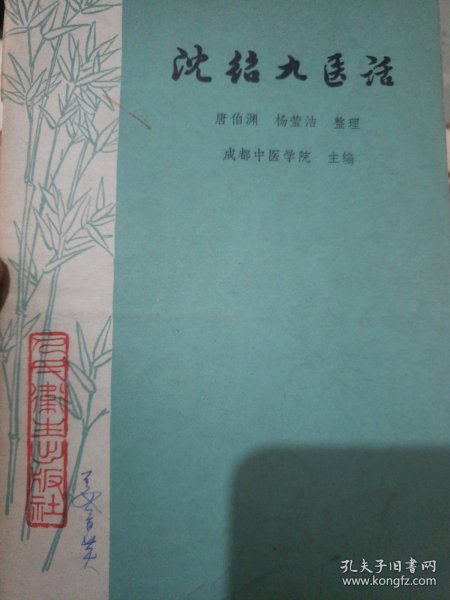 沈绍九医话
唐伯渊 杨莹洁 整理
成都中医学院 主编
人民卫生出版社
孔夫子旧书网
www.kongfz.com